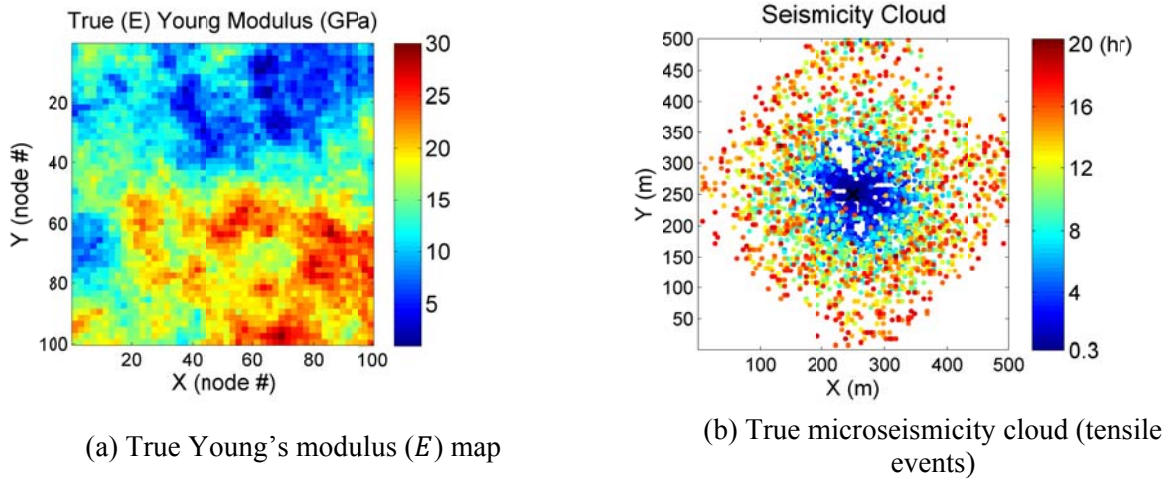 True (E) Young Modulus (GPa)
30
25
20
15
10
5
20
40
60
80
100
Y (node #)
20 40 60 80 100
X (node #)
(a) True Young's modulus (E) map
Seismicity Cloud
500
450
400
350
300
250
200
150
100
50
Y (m)
100 200 300 400 500
X (m)
20 (hr)
16
12
8
4
0.3
(b) True microseismicity cloud (tensile
events)